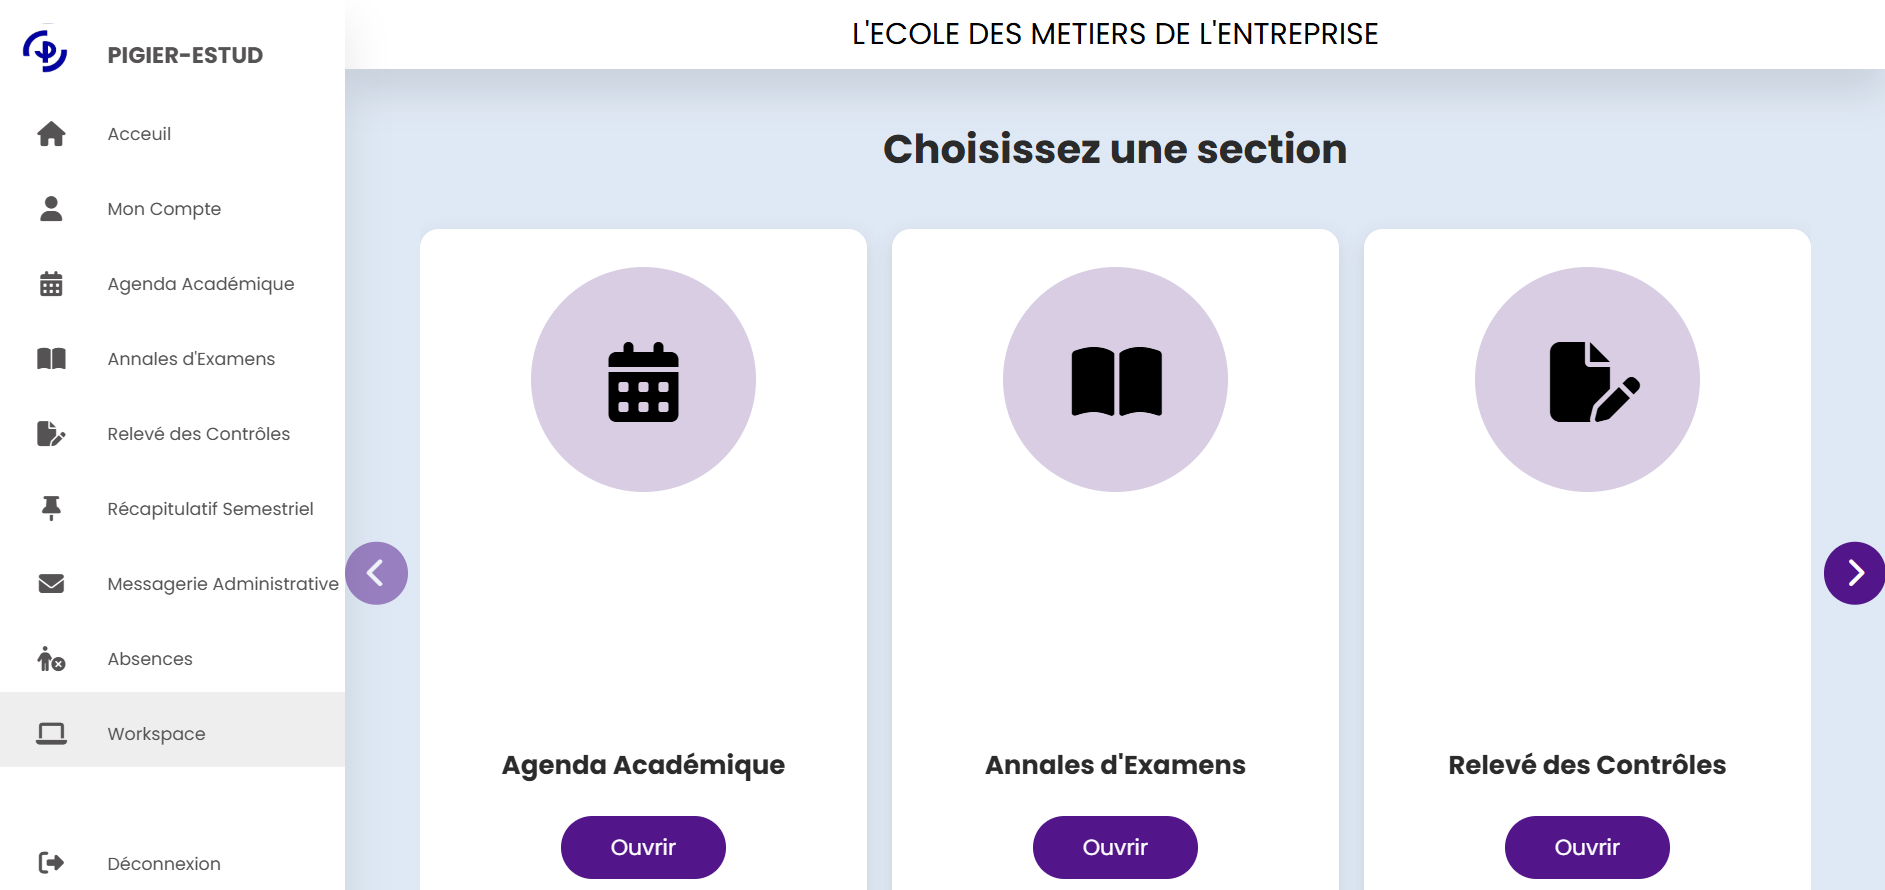 PIGIER-ESTUD
Acceuil
Mon Compte
Agenda Académique
Annales d'Examens
Relevé des Contrôles
Récapitulatif Semestriel
Messagerie Administrative
Absences
Workspace
Déconnexion
L'ECOLE DES METIERS DE L'ENTREPRISE
Choisissez une section
Agenda Académique
Ouvrir
Annales d'Examens
Ouvrir
Relevé des Contrôles
Ouvrir